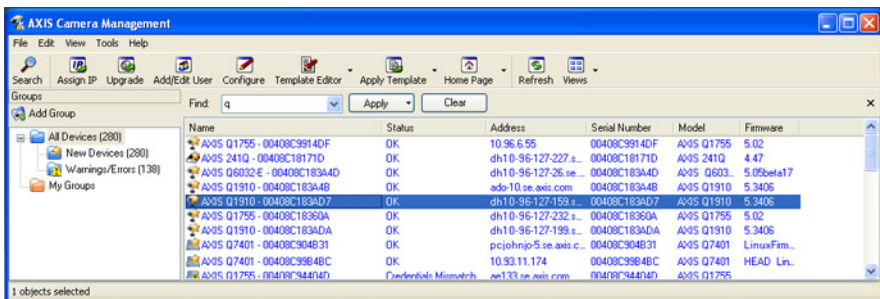 AXIS Camera Management
File Edit View Tools Help
Search Assign IP Upgrade Add/Edit User Configure Template Editor Apply Template Home Page Refresh Views
Groups
Find: q Apply Clear
Add Group
Name Status Address Serial Number Model Firmware
All Devices (280)
New Devices (280)
Warnings/Errors (138)
My Groups
AXIS Q1755 - 00408C9914DF OK 10.96.6.55 00408C9914DF AXIS Q1755 5.02
AXIS 241Q - 00408C18171D OK dh10-96-127-227.s... 00408C18171D AXIS 241Q 4.47
AXIS Q6032-E - 00408C183A4D OK dh10-96-127-26.se.... 00408C183A4D AXIS Q603... 5.05beta17
AXIS Q1910 - 00408C183A4B OK ado-10.se.axis.com 00408C183A4B AXIS Q1910 5.3406
AXIS Q1910 - 00408C183AD7 OK dh10-96-127-159.s... 00408C183AD7 AXIS Q1910 5.3406
AXIS Q1755 - 00408C18360A OK dh10-96-127-232.s... 00408C18360A AXIS Q1755 5.02
AXIS Q1910 - 00408C183ADA OK dh10-96-127-199.s... 00408C183ADA AXIS Q1910 5.3406
AXIS Q7401 - 00408C904B31 OK pcjohnjo-5.se.axis.c... 00408C904B31 AXIS Q7401 LinuxFirm...
AXIS Q7401 - 00408C99B4BC OK 10.93.11.174 00408C99B4BC AXIS Q7401 HEAD Lin...
AXIS Q1755 - 00408C94404D Credentials Mismatch ae133.se.axis.com 00408C94404D AXIS Q1755
1 objects selected